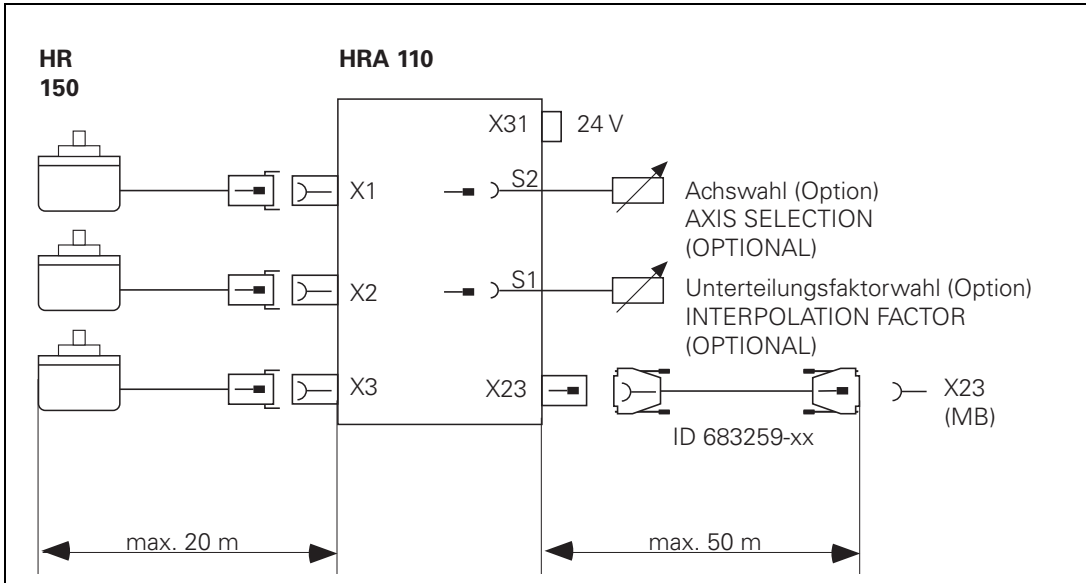 HR
150
HRA 110
X31
24 V
S2
X1
Achswahl (Option)
AXIS SELECTION
(OPTIONAL)
S1
X2
Unterteilungsfaktorwahl (Option)
INTERPOLATION FACTOR
(OPTIONAL)
X3
X23
X23
(MB)
ID 683259-xx
max. 20 m
max. 50 m